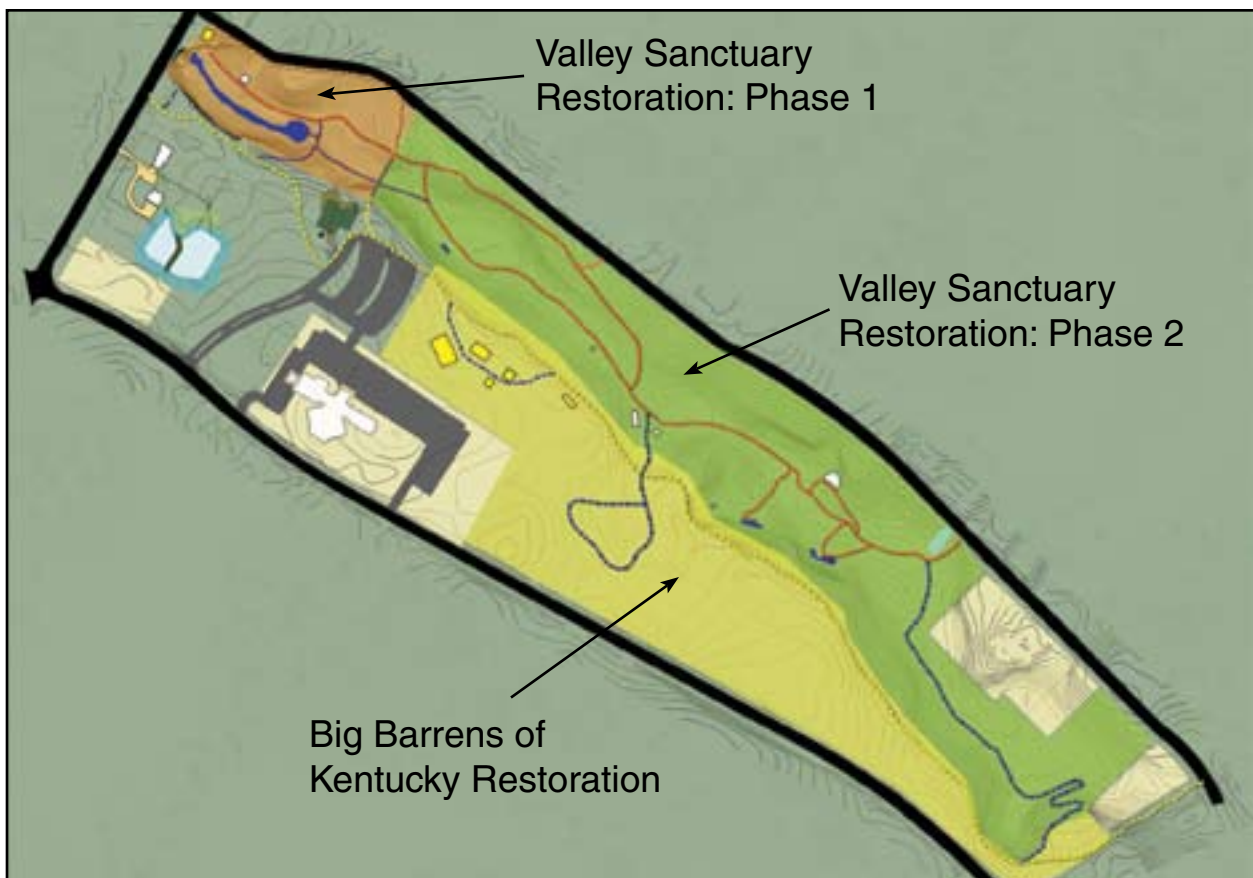 Valley Sanctuary
Restoration: Phase 1
Valley Sanctuary
Restoration: Phase 2
Big Barrens of
Kentucky Restoration